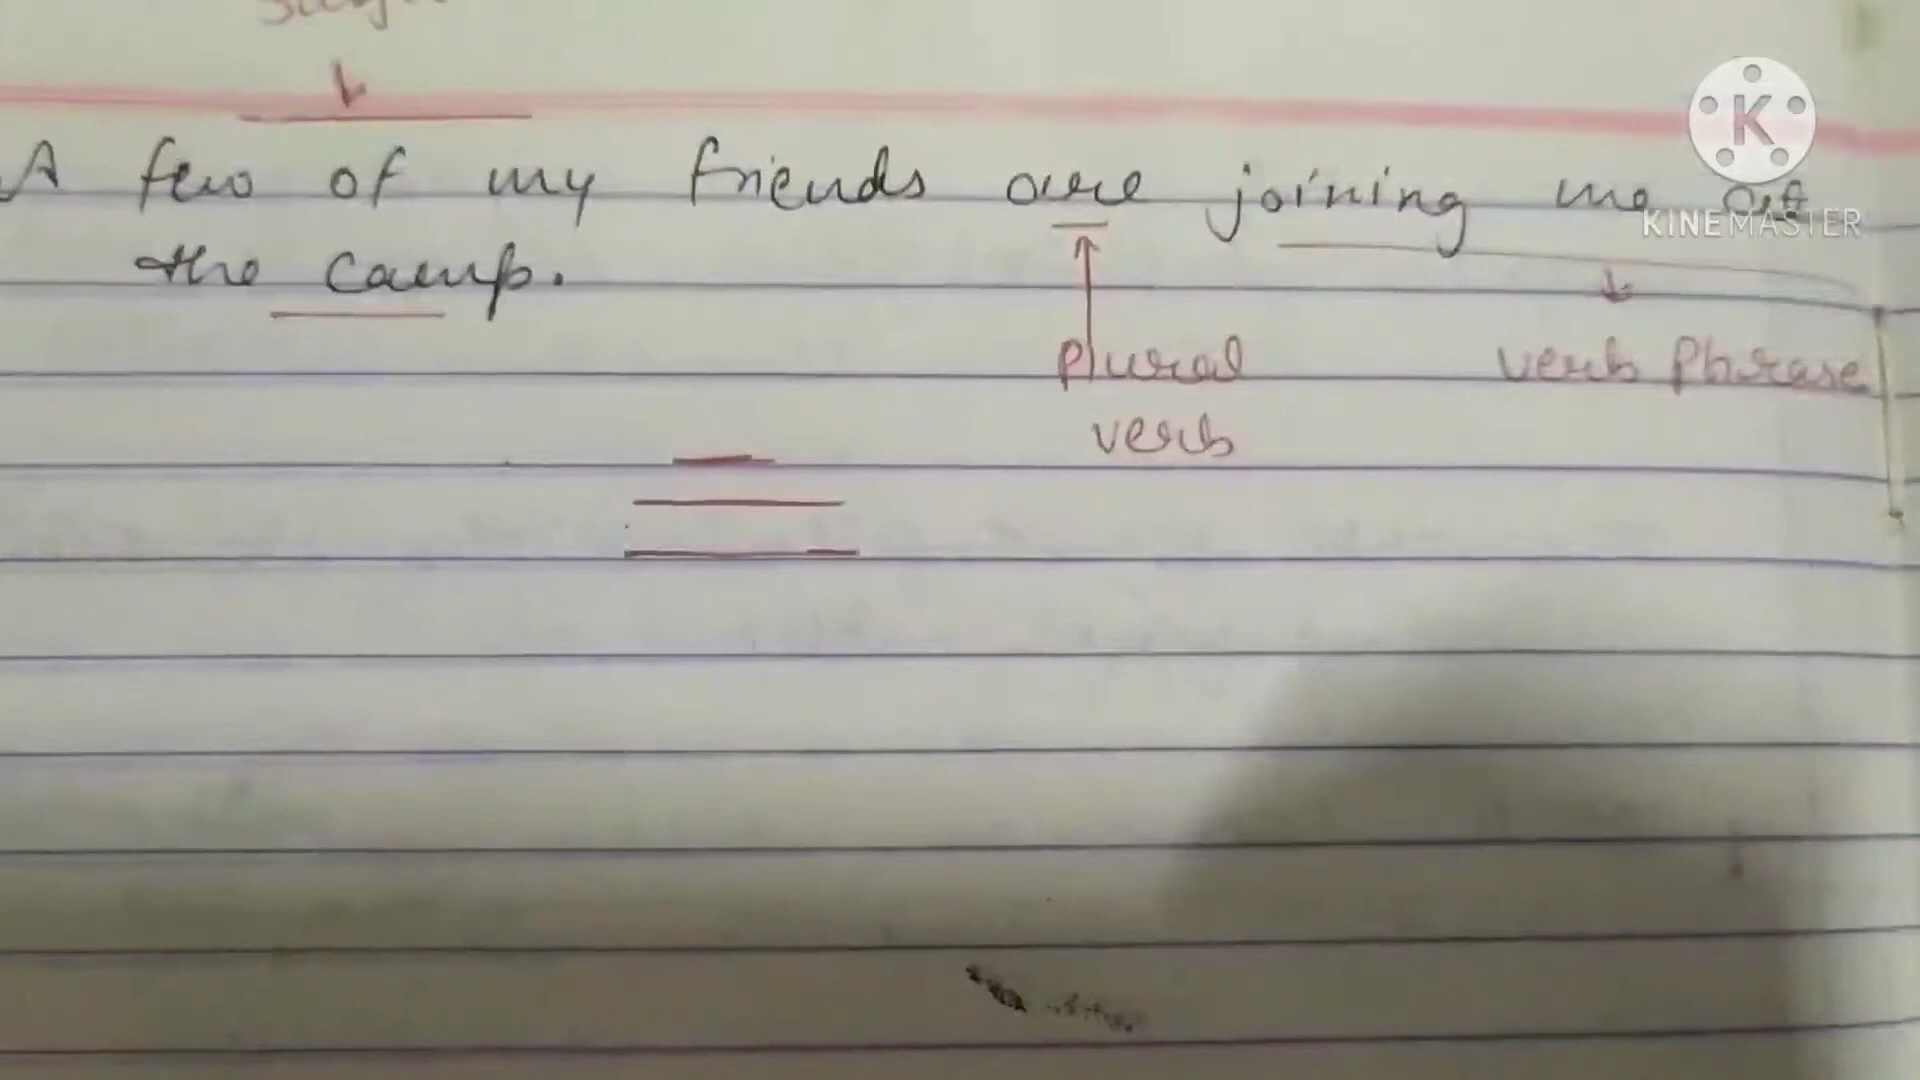 A few of my friends are joining me at
the camp.
Plural
verb
verb Phrase
K
KINEMASTER